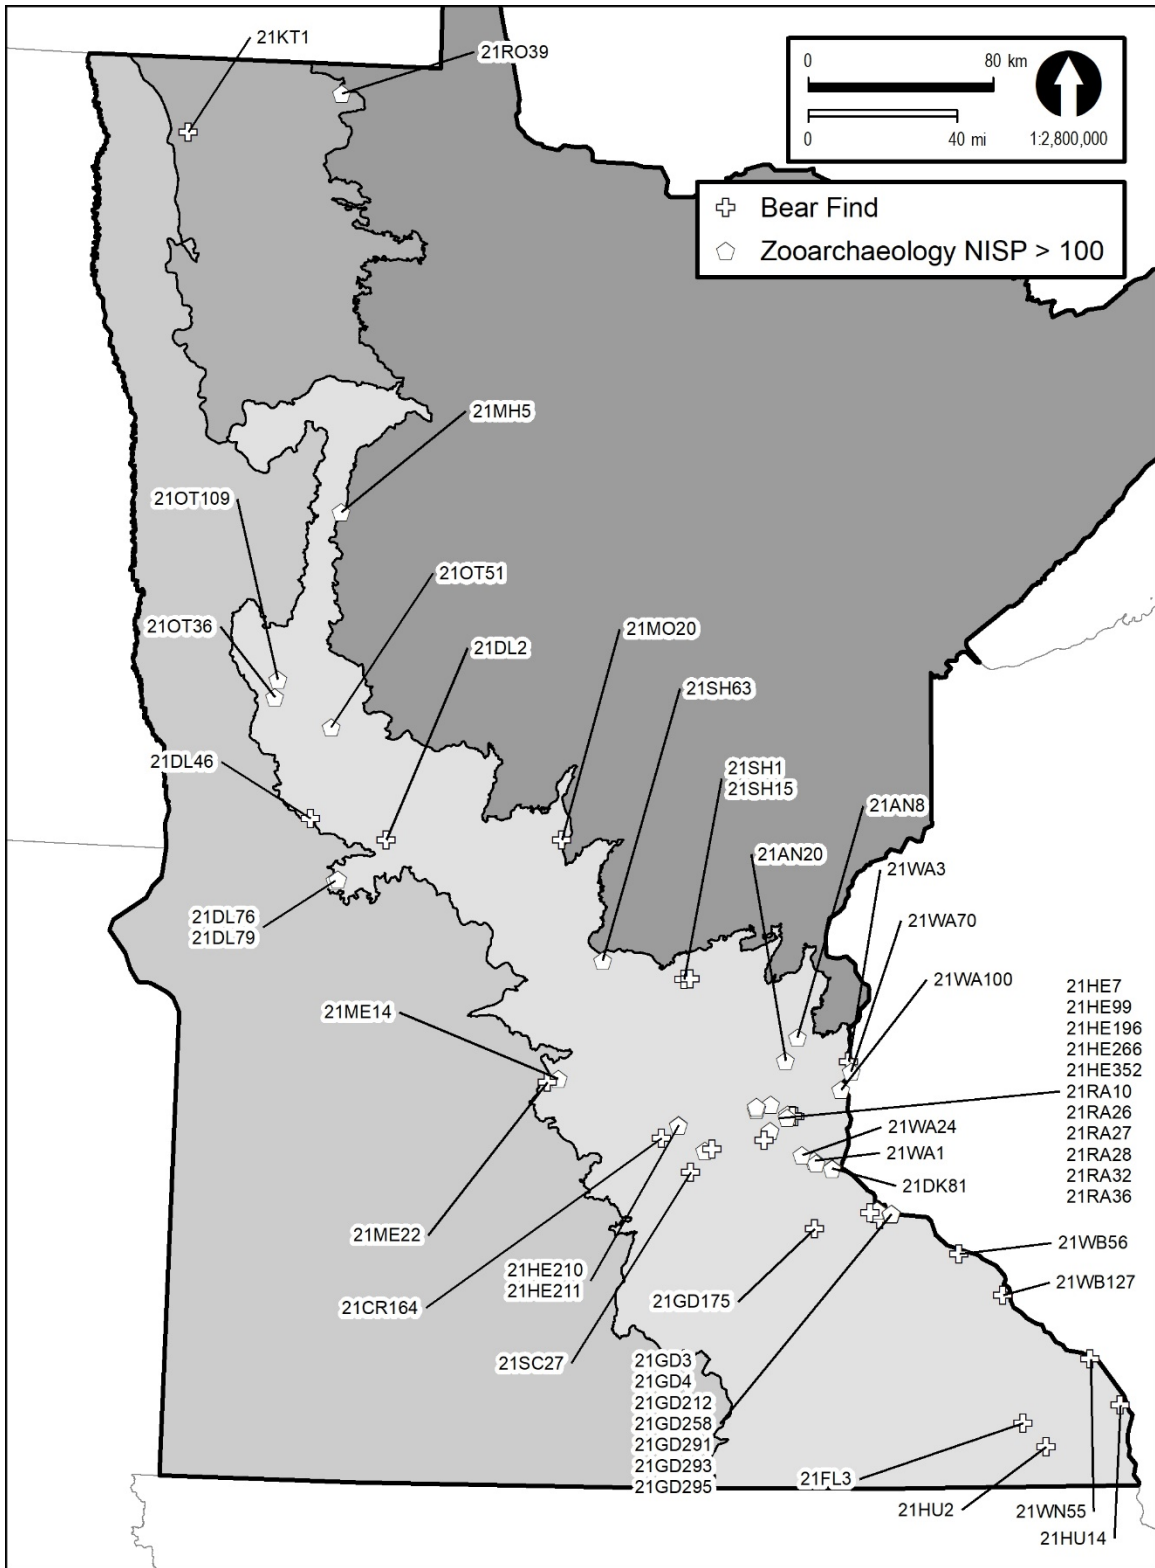 21KT1
21RO39
0 80 km
0 40 mi
1:2,800,000
Bear Find
Zooarchaeology NISP > 100
21MH5
21OT109
21OT51
21OT36
21MO20
21DL2
21SH63
21DL46
21SH1
21SH15
21AN8
21AN20
21WA3
21DL76
21DL79
21WA70
21WA100
21HE7
21HE99
21HE196
21HE266
21HE352
21RA10
21RA26
21RA27
21RA28
21RA32
21RA36
21ME14
21WA24
21WA1
21DK81
21ME22
21WB56
21HE210
21HE211
21WB127
21GD175
21CR164
21SC27
21GD3
21GD4
21GD212
21GD258
21GD291
21GD293
21GD295
21FL3
21HU2
21WN55
21HU14